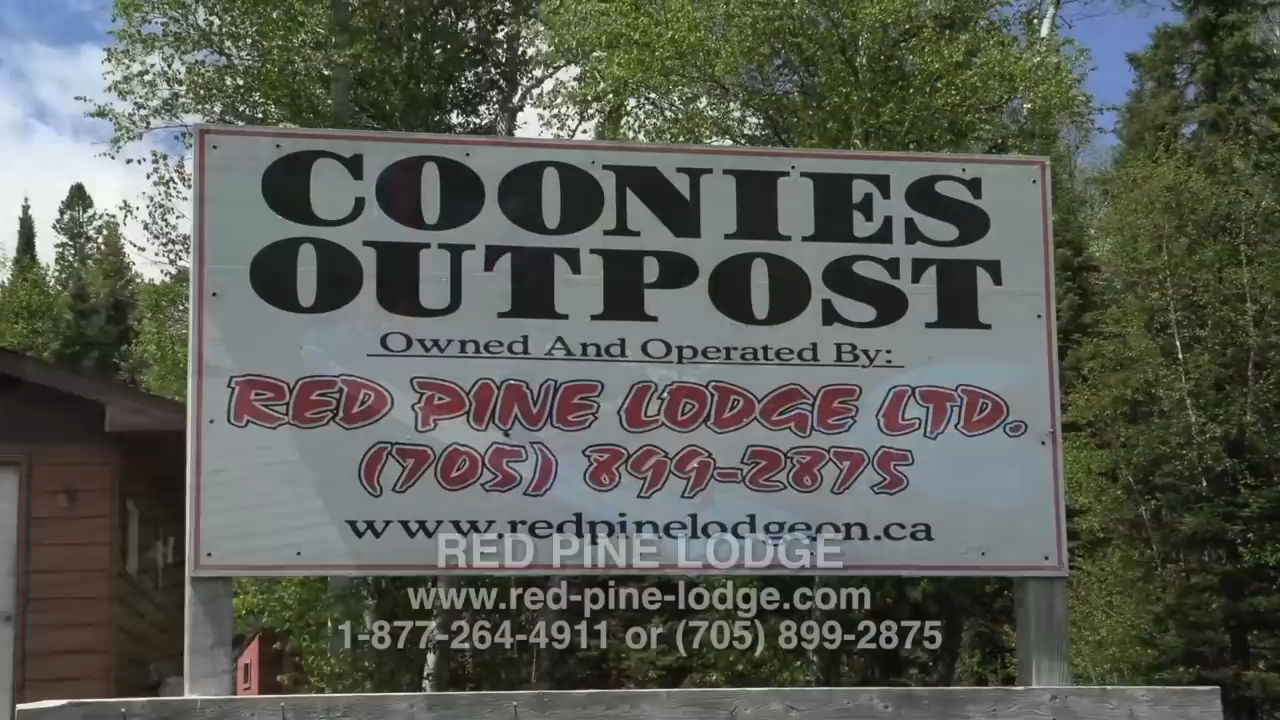 COONIES
OUTPOST
Owned And Operated By:
RED PINE LODGE LTD.
(705) 899-2875
www.redpinelodgeon.ca
RED PINE LODGE
www.red-pine-lodge.com
1-877-264-4911 or (705) 899-2875